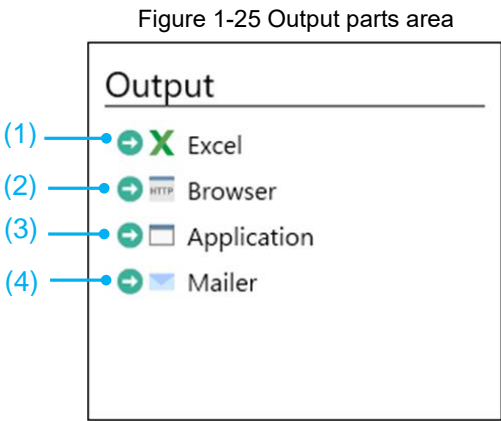 Figure 1-25 Output parts area
Output
(1) Excel
(2) HTTP Browser
(3) Application
(4) Mailer